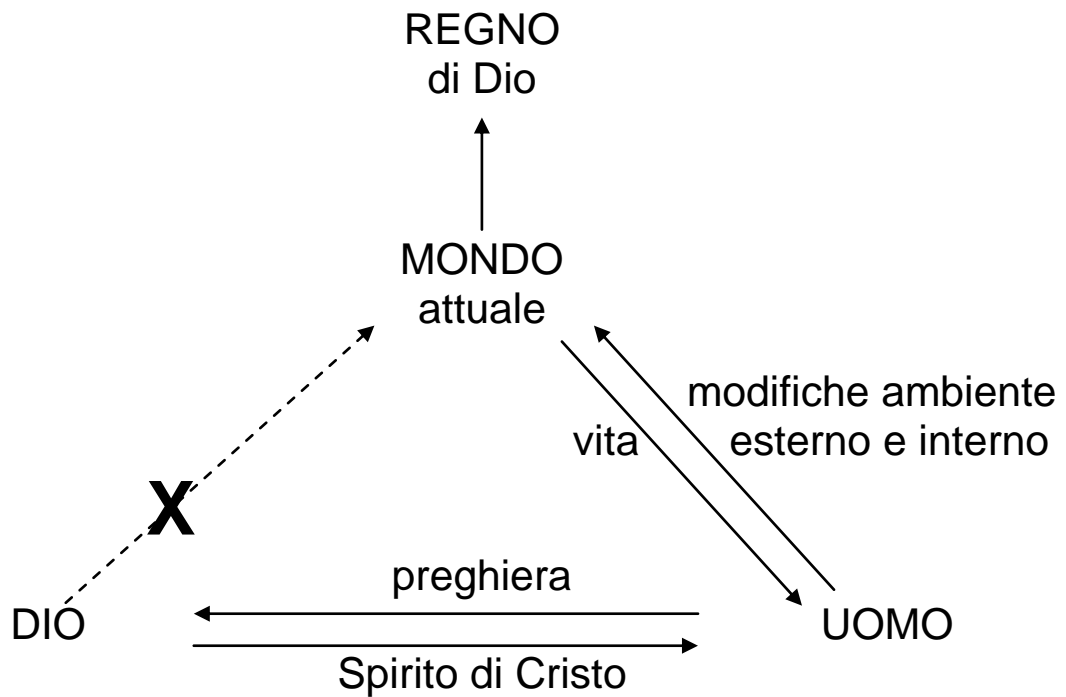 REGNO
di Dio
MONDO
attuale
modifiche ambiente
vita
esterno e interno
X
preghiera
DIO
UOMO
Spirito di Cristo